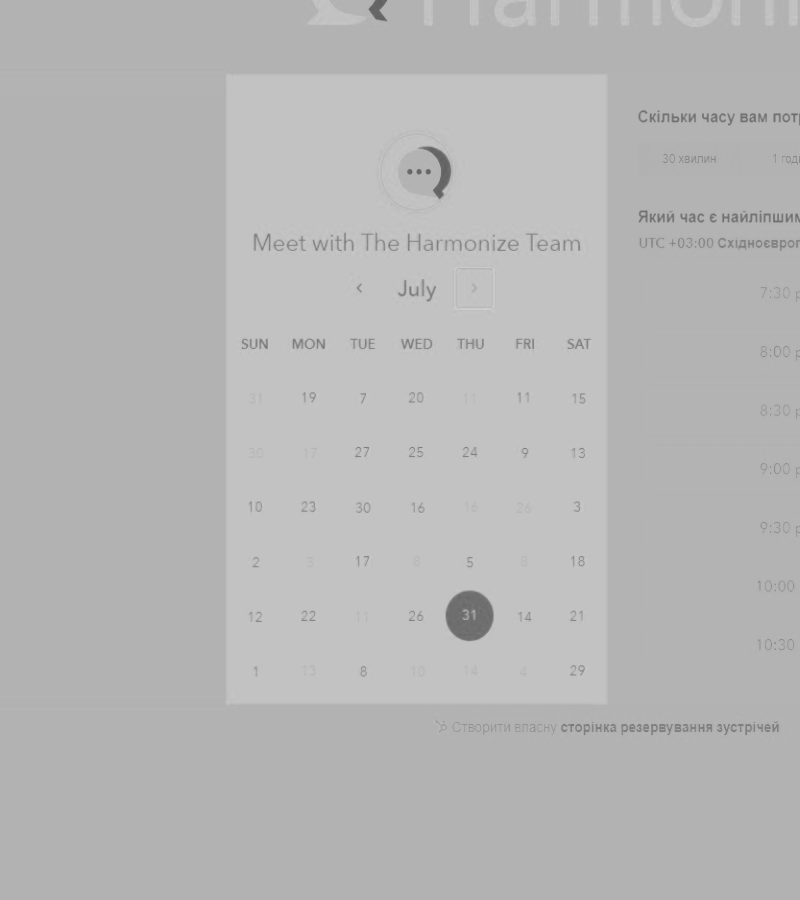 Harmoni
Meet with The Harmonize Team
‹ July ›
SUN MON TUE WED THU FRI SAT
31 19 7 20 11 11 15
30 17 27 25 24 9 13
10 23 30 16 16 26 3
2 3 17 8 5 8 18
12 22 11 26 31 14 21
1 13 8 10 14 4 29
Скільки часу вам пот
30 хвилин 1 год
Який час є найліпшим
UTC +03:00 Східноєвроп
7:30 p
8:00 p
8:30 p
9:00 p
9:30 p
10:00
10:30
Створити власну сторінка резервування зустрічей